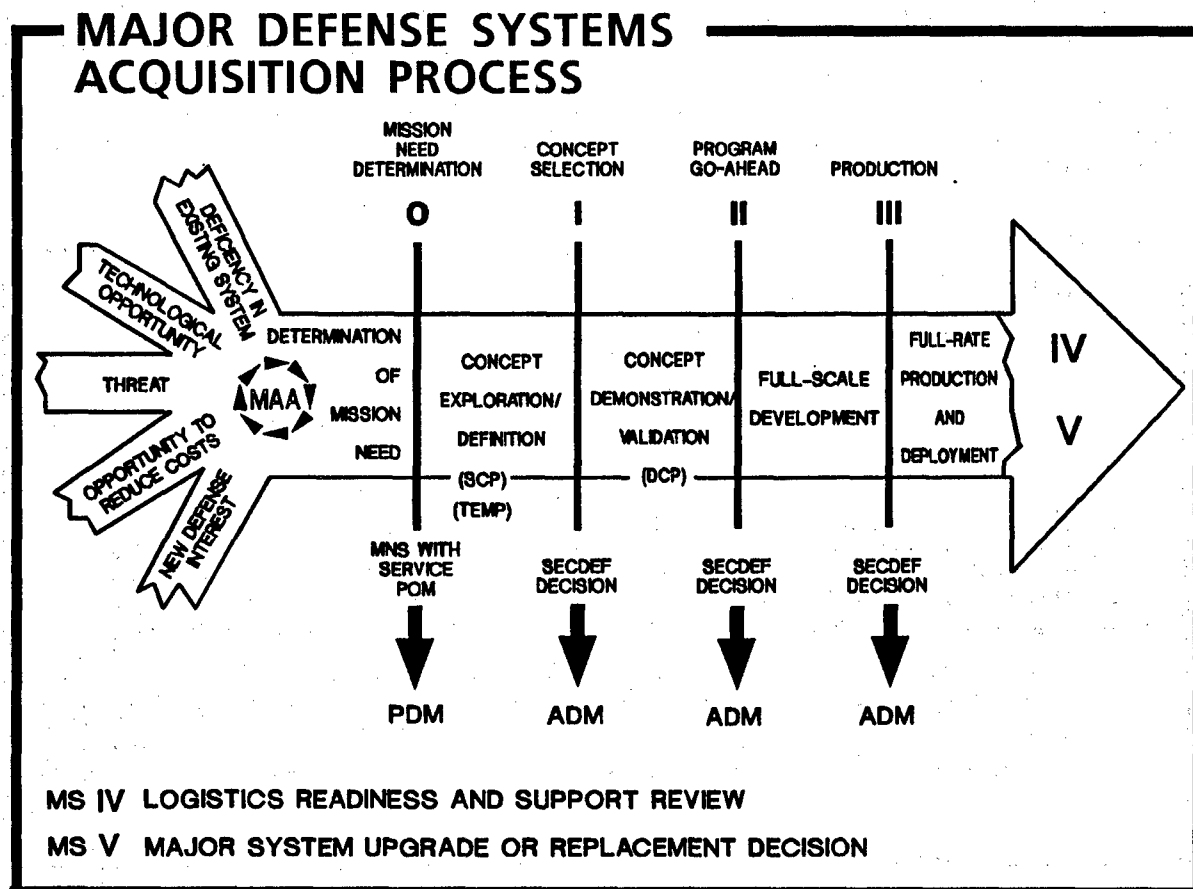 MAJOR DEFENSE SYSTEMS
ACQUISITION PROCESS
MISSION
NEED
DETERMINATION
0
CONCEPT
SELECTION
I
PROGRAM
GO-AHEAD
II
PRODUCTION
III
DEFICIENCY IN
EXISTING SYSTEM
TECHNOLOGICAL
OPPORTUNITY
THREAT
OPPORTUNITY TO
REDUCE COSTS
NEW DEFENSE
INTEREST
MAA
DETERMINATION
OF
MISSION
NEED
CONCEPT
EXPLORATION/
DEFINITION
(SCP)
(TEMP)
CONCEPT
DEMONSTRATION/
VALIDATION
(DCP)
FULL-SCALE
DEVELOPMENT
FULL-RATE
PRODUCTION
AND
DEPLOYMENT
IV
V
MNS WITH
SERVICE
POM
PDM
SECDEF
DECISION
ADM
SECDEF
DECISION
ADM
SECDEF
DECISION
ADM
MS IV LOGISTICS READINESS AND SUPPORT REVIEW
MS V MAJOR SYSTEM UPGRADE OR REPLACEMENT DECISION